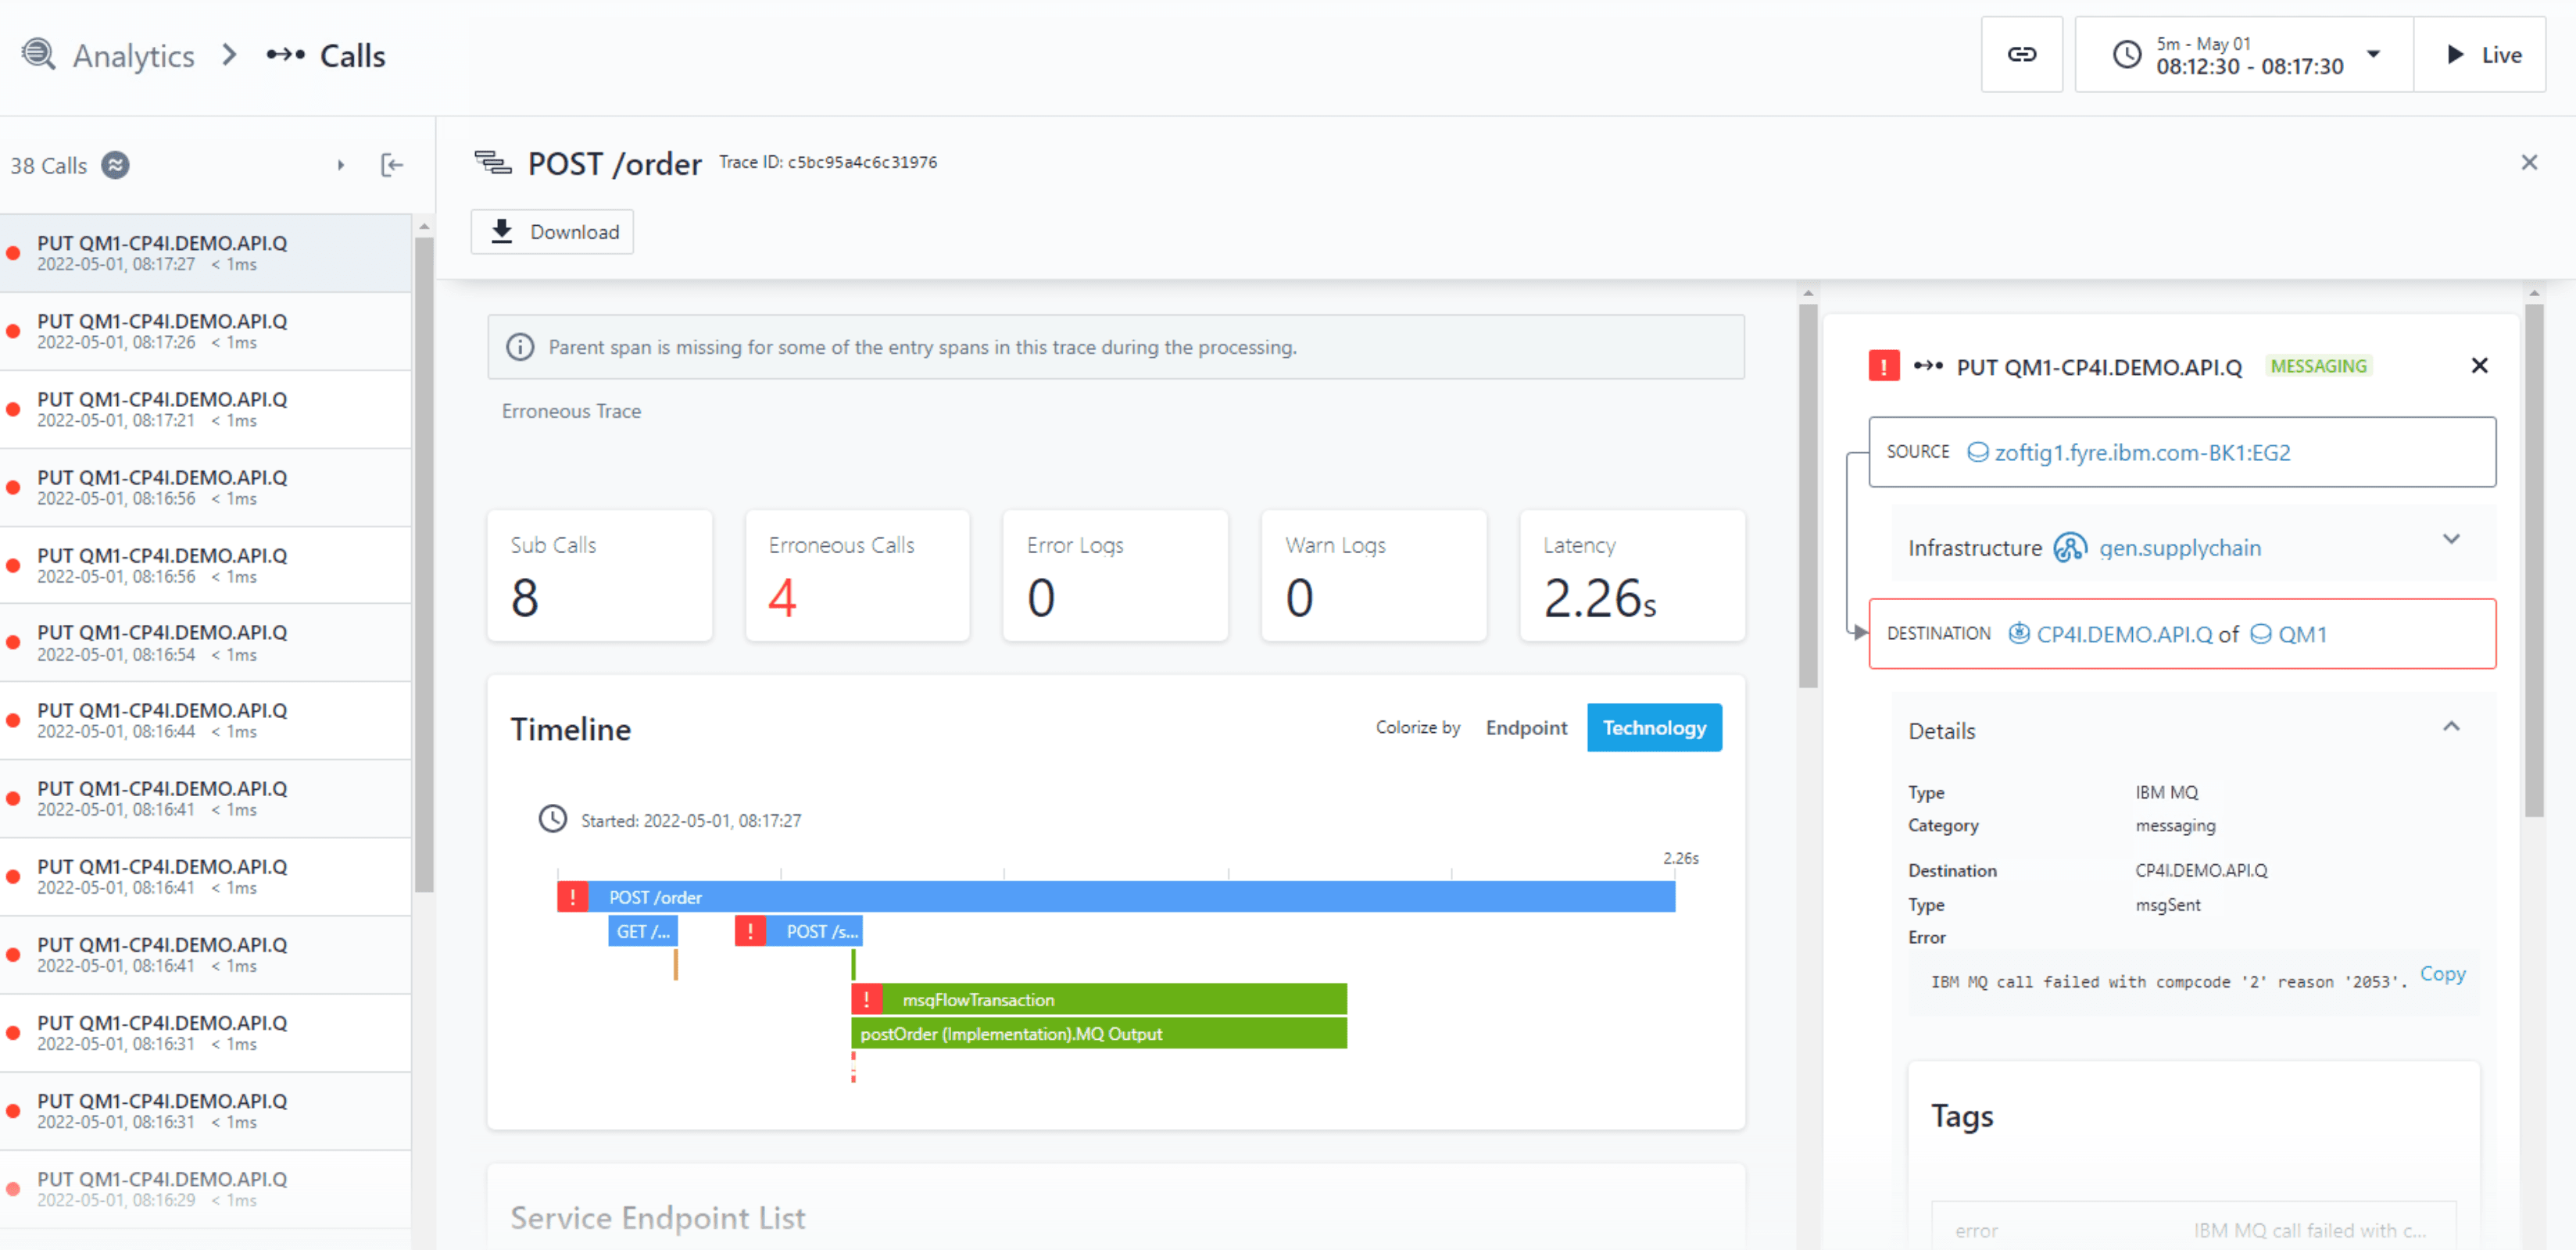 Analytics > Calls
5m - May 01
08:12:30 - 08:17:30
Live
38 Calls
PUT QM1-CP4I.DEMO.API.Q
2022-05-01, 08:17:27 < 1ms
PUT QM1-CP4I.DEMO.API.Q
2022-05-01, 08:17:26 < 1ms
PUT QM1-CP4I.DEMO.API.Q
2022-05-01, 08:17:21 < 1ms
PUT QM1-CP4I.DEMO.API.Q
2022-05-01, 08:16:56 < 1ms
PUT QM1-CP4I.DEMO.API.Q
2022-05-01, 08:16:56 < 1ms
PUT QM1-CP4I.DEMO.API.Q
2022-05-01, 08:16:54 < 1ms
PUT QM1-CP4I.DEMO.API.Q
2022-05-01, 08:16:44 < 1ms
PUT QM1-CP4I.DEMO.API.Q
2022-05-01, 08:16:41 < 1ms
PUT QM1-CP4I.DEMO.API.Q
2022-05-01, 08:16:41 < 1ms
PUT QM1-CP4I.DEMO.API.Q
2022-05-01, 08:16:41 < 1ms
PUT QM1-CP4I.DEMO.API.Q
2022-05-01, 08:16:31 < 1ms
PUT QM1-CP4I.DEMO.API.Q
2022-05-01, 08:16:31 < 1ms
PUT QM1-CP4I.DEMO.API.Q
2022-05-01, 08:16:29 < 1ms
POST /order Trace ID: c5bc95a4c6c31976
Download
Parent span is missing for some of the entry spans in this trace during the processing.
Erroneous Trace
Sub Calls
8
Erroneous Calls
4
Error Logs
0
Warn Logs
0
Latency
2.26s
Timeline
Colorize by Endpoint Technology
Started: 2022-05-01, 08:17:27
2.26s
! POST /order
GET /...
! POST /s...
! msgFlowTransaction
postOrder (Implementation).MQ Output
Service Endpoint List
! PUT QM1-CP4I.DEMO.API.Q MESSAGING
SOURCE zoftig1.fyre.ibm.com-BK1:EG2
Infrastructure gen.supplychain
DESTINATION CP4I.DEMO.API.Q of QM1
Details
Type IBM MQ
Category messaging
Destination CP4I.DEMO.API.Q
Type msgSent
Error
IBM MQ call failed with compcode '2' reason '2053'. Copy
Tags
error IBM MQ call failed with c...